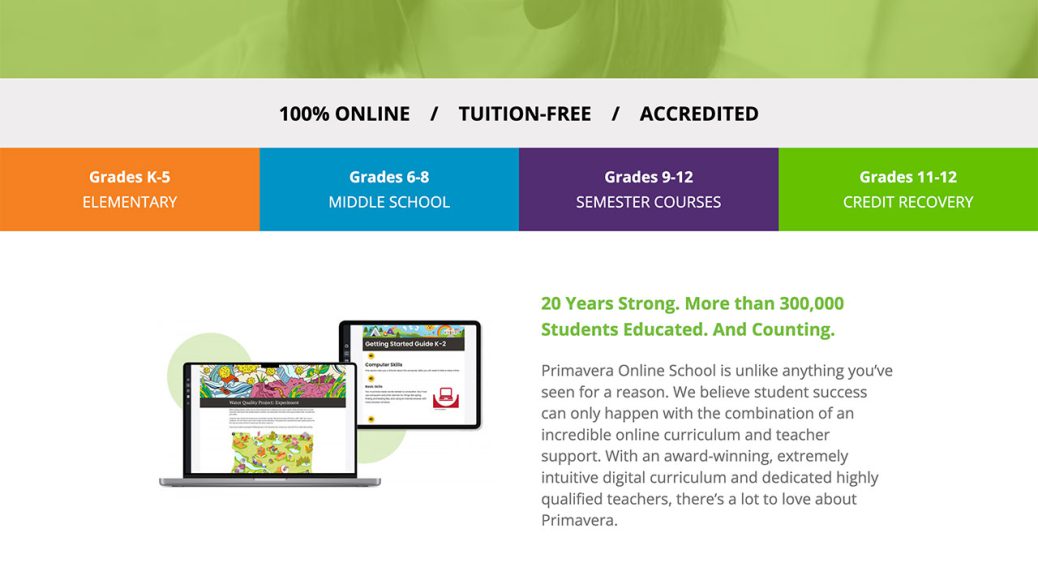 100% ONLINE / TUITION-FREE / ACCREDITED
Grades K-5
ELEMENTARY
Grades 6-8
MIDDLE SCHOOL
Grades 9-12
SEMESTER COURSES
Grades 11-12
CREDIT RECOVERY
Getting Started Guide K-2
Computer Skills
Basic Skills
Water Quality Project: Experiment
20 Years Strong. More than 300,000
Students Educated. And Counting.
Primavera Online School is unlike anything you’ve
seen for a reason. We believe student success
can only happen with the combination of an
incredible online curriculum and teacher
support. With an award-winning, extremely
intuitive digital curriculum and dedicated highly
qualified teachers, there’s a lot to love about
Primavera.